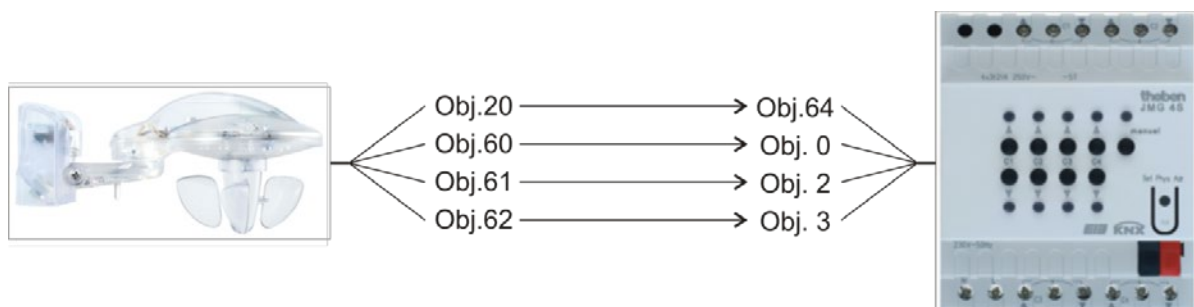 Obj.20
Obj.60
Obj.61
Obj.62
Obj.64
Obj. 0
Obj. 2
Obj. 3
theben
JMG 4S
manuel
C1 C2 C3 C4
KNX
230V~50Hz